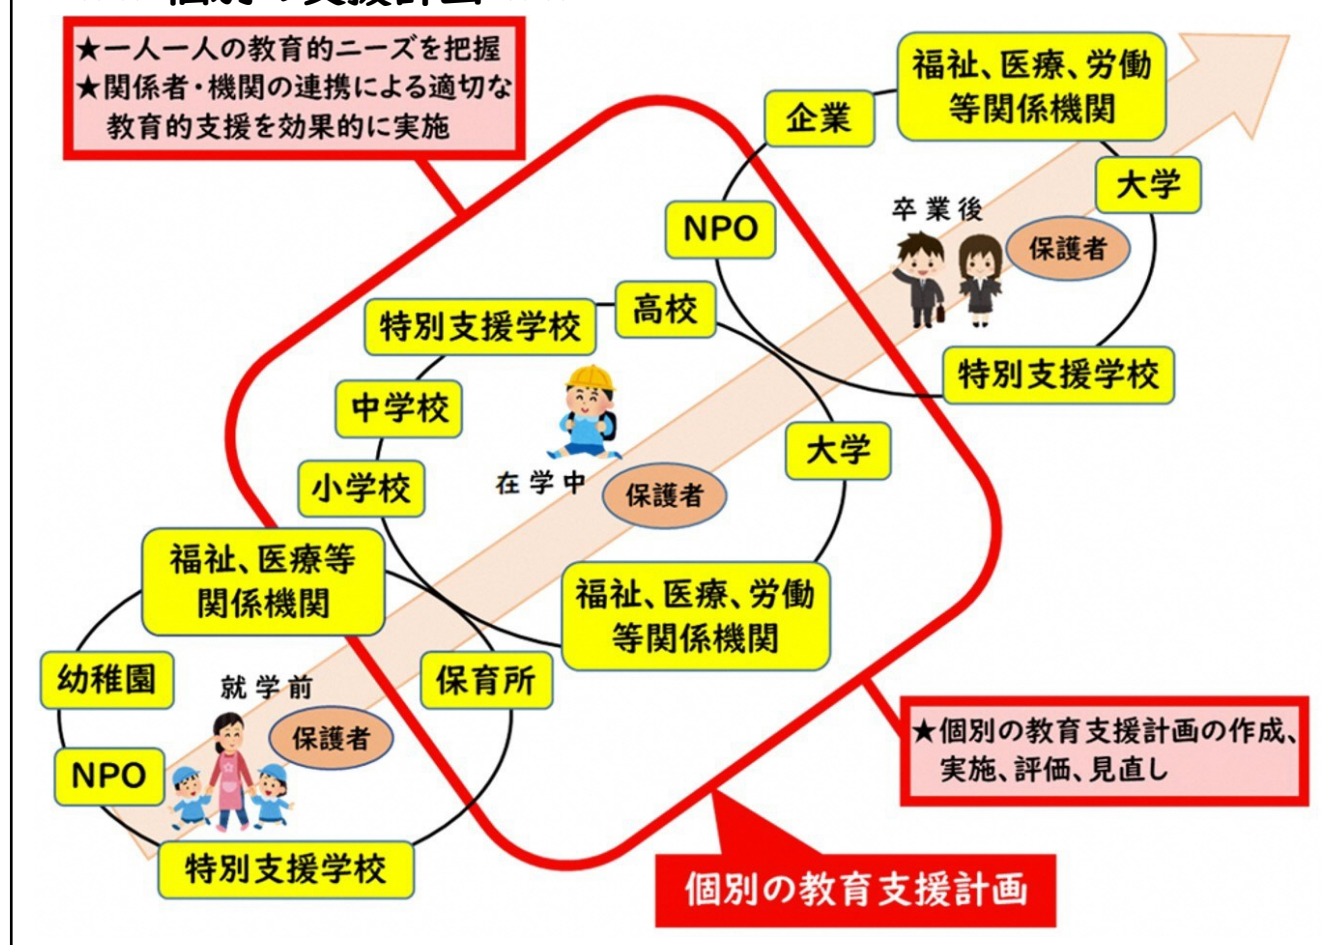 個別の支援計画
★一人一人の教育的ニーズを把握
★関係者・機関の連携による適切な
教育的支援を効果的に実施
福祉、医療、労働
等関係機関
企業
大学
NPO
卒業後
保護者
特別支援学校
高校
特別支援学校
中学校
小学校
在学中
保護者
大学
福祉、医療、労働
等関係機関
福祉、医療等
関係機関
幼稚園
就学前
保育所
保護者
NPO
特別支援学校
★個別の教育支援計画の作成、
実施、評価、見直し
個別の教育支援計画